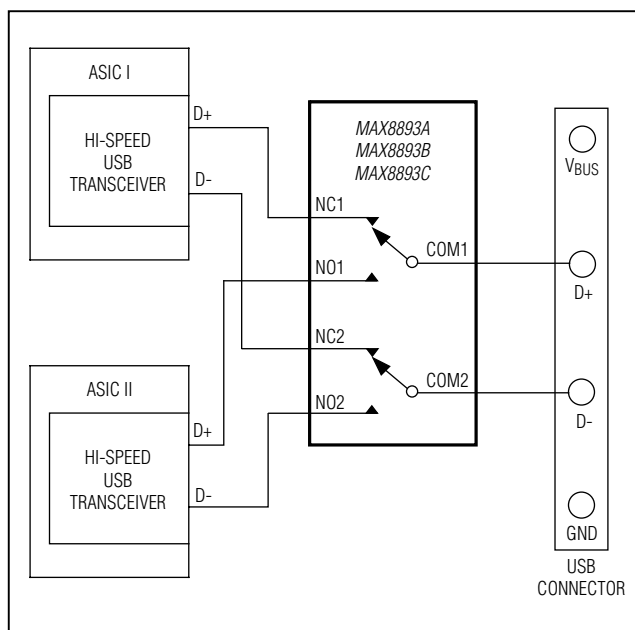 ASIC I
HI-SPEED
USB
TRANSCEIVER
D+
D-
MAX8893A
MAX8893B
MAX8893C
NC1
COM1
NO1
NC2
COM2
NO2
ASIC II
HI-SPEED
USB
TRANSCEIVER
D+
D-
VBUS
D+
D-
GND
USB
CONNECTOR